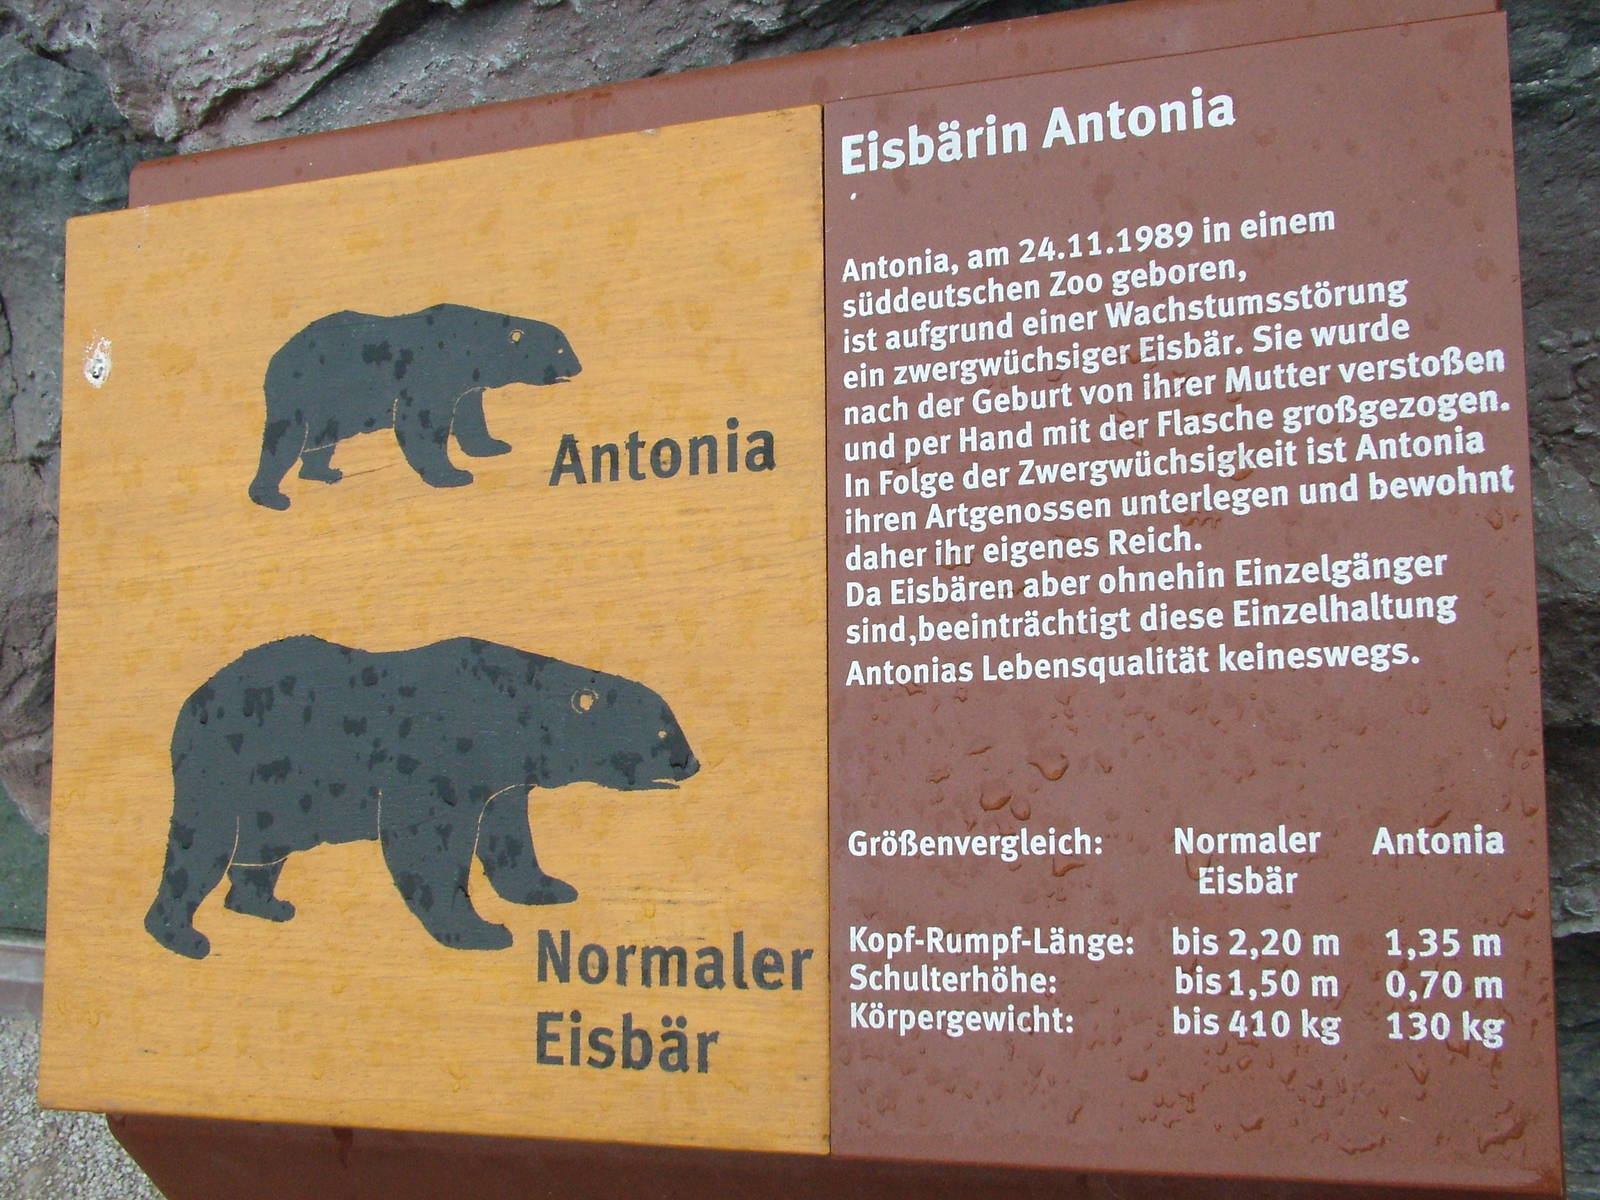 Antonia
Normaler
Eisbär
Eisbärin Antonia
Antonia, am 24.11.1989 in einem
süddeutschen Zoo geboren,
ist aufgrund einer Wachstumsstörung
ein zwergwüchsiger Eisbär. Sie wurde
nach der Geburt von ihrer Mutter verstoßen
und per Hand mit der Flasche großgezogen.
In Folge der Zwergwüchsigkeit ist Antonia
ihren Artgenossen unterlegen und bewohnt
daher ihr eigenes Reich.
Da Eisbären aber ohnehin Einzelgänger
sind,beeinträchtigt diese Einzelhaltung
Antonias Lebensqualität keineswegs.
Größenvergleich: Normaler Antonia
Eisbär
Kopf-Rumpf-Länge: bis 2,20 m 1,35 m
Schulterhöhe: bis 1,50 m 0,70 m
Körpergewicht: bis 410 kg 130 kg